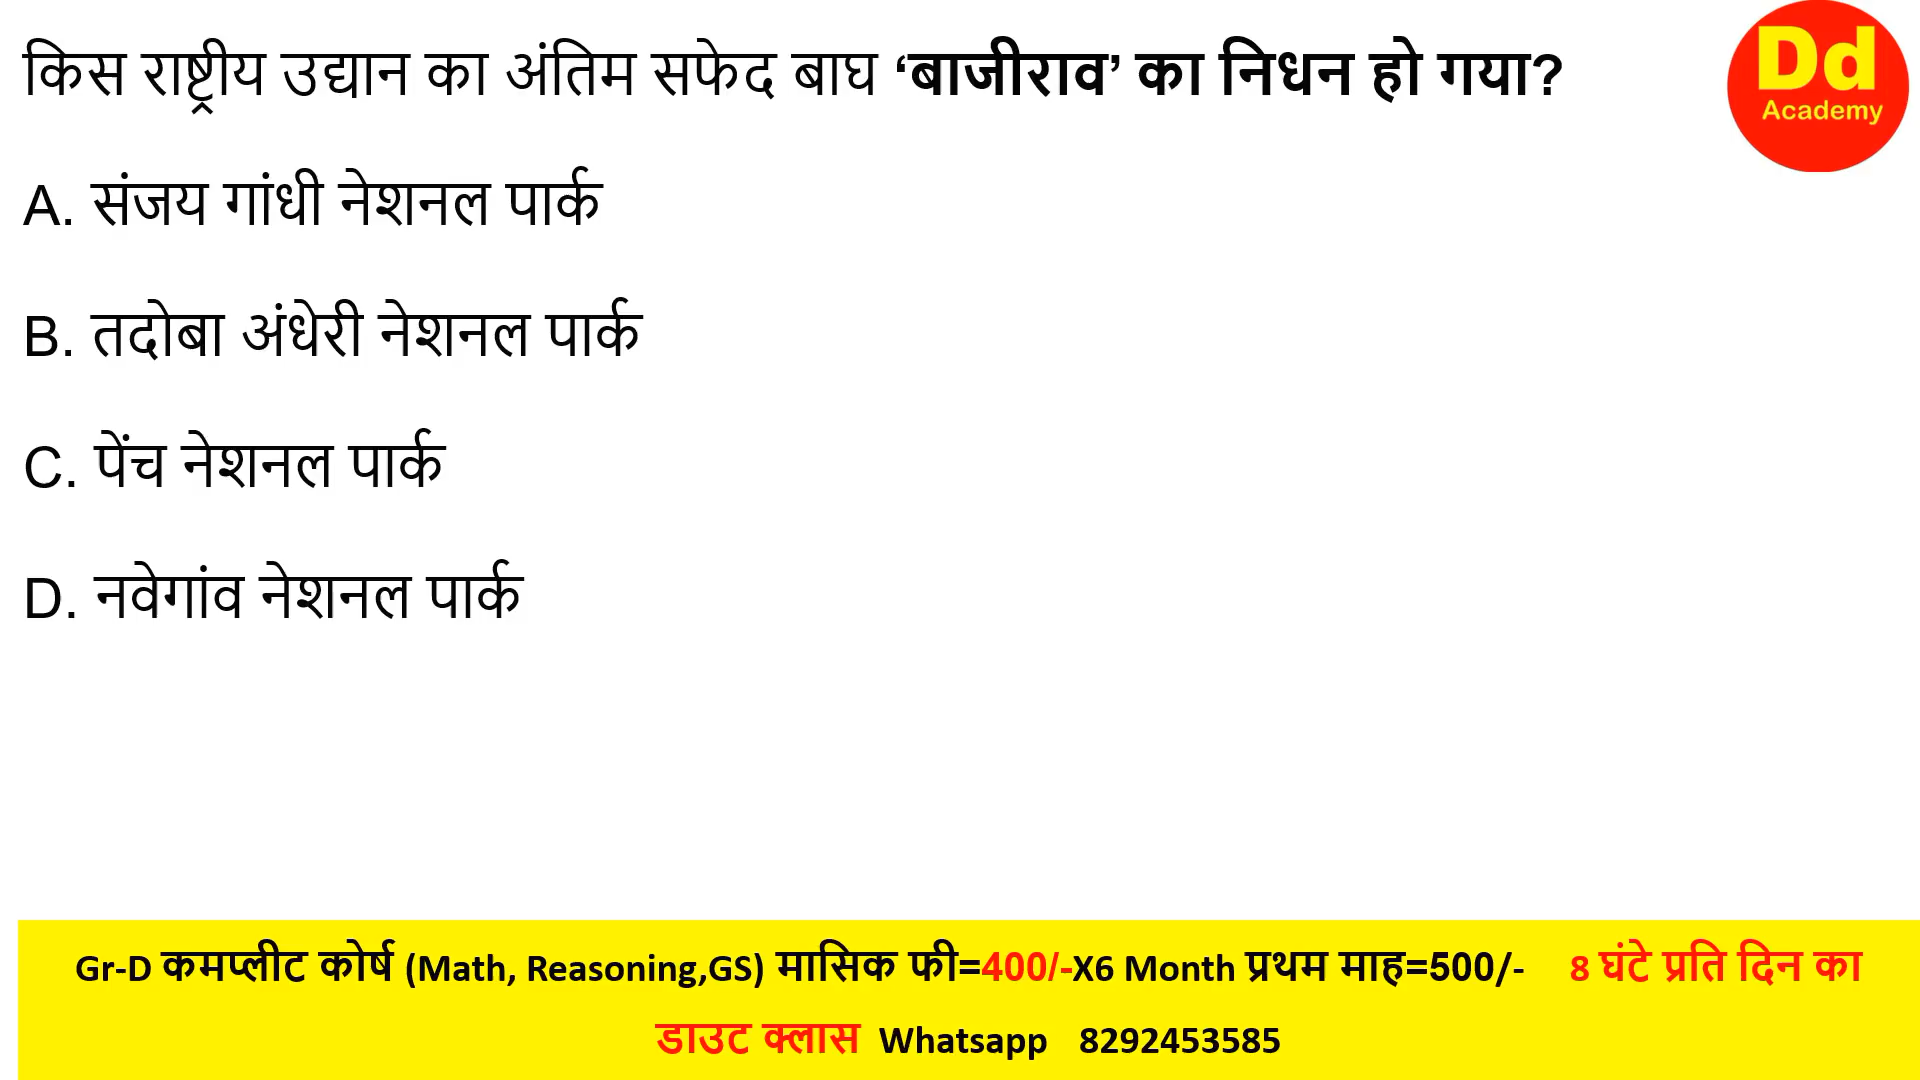 किस राष्ट्रीय उद्यान का अंतिम सफेद बाघ ‘बाजीराव’ का निधन हो गया?
Dd
Academy
A. संजय गांधी नेशनल पार्क
B. तदोबा अंधेरी नेशनल पार्क
C. पेंच नेशनल पार्क
D. नवेगांव नेशनल पार्क
Gr-D कमप्लीट कोर्ष (Math, Reasoning,GS) मासिक फी=400/-X6 Month प्रथम माह=500/- 8 घंटे प्रति दिन का
डाउट क्लास Whatsapp 8292453585